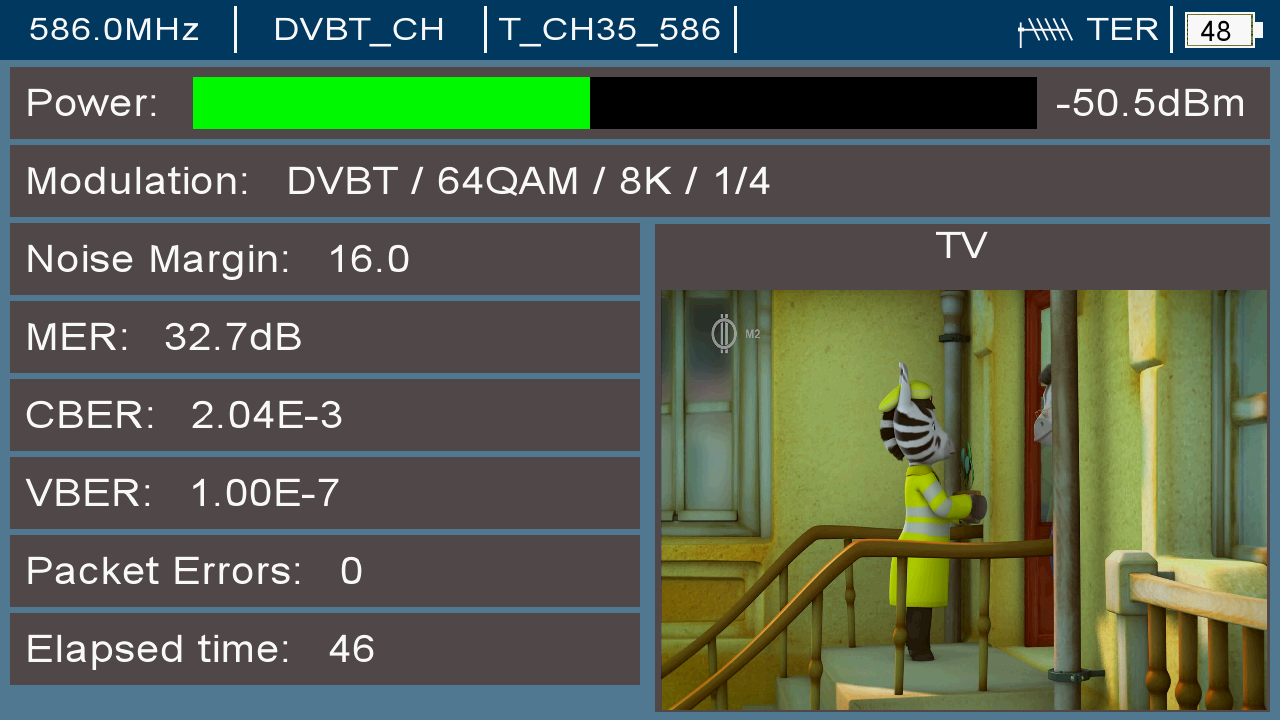 586.0MHz DVBT_CH T_CH35_586 TER 48
Power: -50.5dBm
Modulation: DVBT / 64QAM / 8K / 1/4
Noise Margin: 16.0
TV
MER: 32.7dB
M2
CBER: 2.04E-3
VBER: 1.00E-7
Packet Errors: 0
Elapsed time: 46